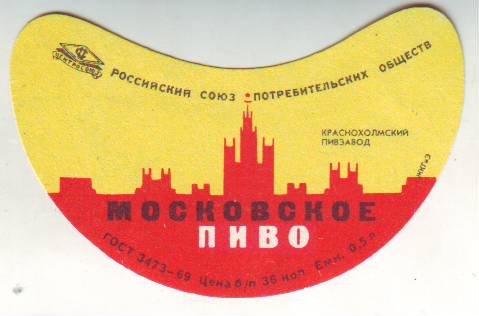 ЦЕНТРОСОЮЗ
РОССИЙСКИЙ СОЮЗ ПОТРЕБИТЕЛЬСКИХ ОБЩЕСТВ
КРАСНОХОЛМСКИЙ
ПИВЗАВОД
МОСКОВСКОЕ
ПИВО
ГОСТ 3473-69 Цена б/п 36 коп. Емк. 0,5 л